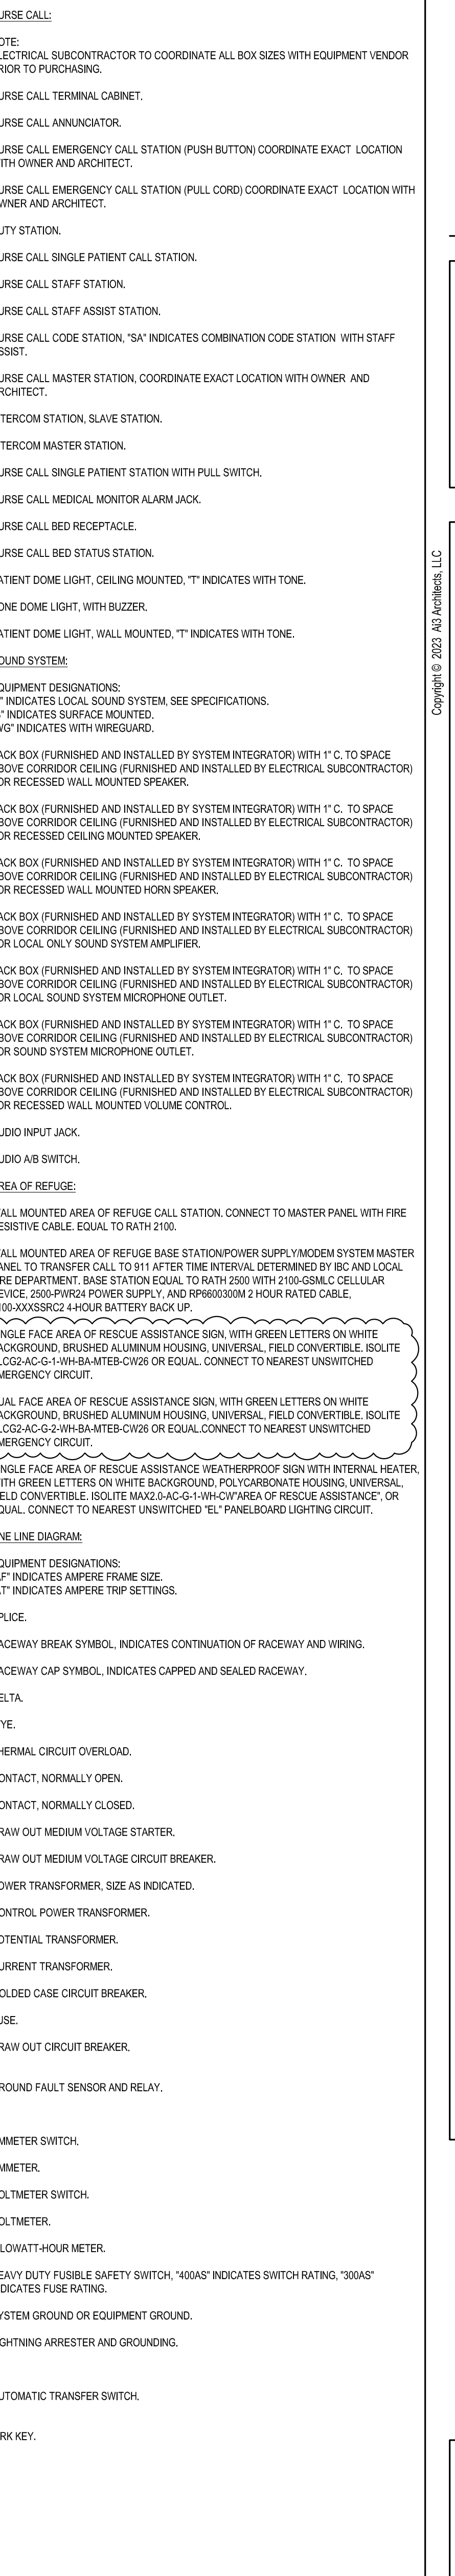 URSE CALL:
OTE:
LECTRICAL SUBCONTRACTOR TO COORDINATE ALL BOX SIZES WITH EQUIPMENT VENDOR
RIOR TO PURCHASING.
URSE CALL TERMINAL CABINET.
URSE CALL ANNUNCIATOR.
URSE CALL EMERGENCY CALL STATION (PUSH BUTTON) COORDINATE EXACT LOCATION
ITH OWNER AND ARCHITECT.
URSE CALL EMERGENCY CALL STATION (PULL CORD) COORDINATE EXACT LOCATION WITH
WNER AND ARCHITECT.
UTY STATION.
URSE CALL SINGLE PATIENT CALL STATION.
URSE CALL STAFF STATION.
URSE CALL STAFF ASSIST STATION.
URSE CALL CODE STATION, "SA" INDICATES COMBINATION CODE STATION WITH STAFF
SSIST.
URSE CALL MASTER STATION, COORDINATE EXACT LOCATION WITH OWNER AND
RCHITECT.
TERCOM STATION, SLAVE STATION.
TERCOM MASTER STATION.
URSE CALL SINGLE PATIENT STATION WITH PULL SWITCH.
URSE CALL MEDICAL MONITOR ALARM JACK.
URSE CALL BED RECEPTACLE.
URSE CALL BED STATUS STATION.
ATIENT DOME LIGHT, CEILING MOUNTED, "T" INDICATES WITH TONE.
ONE DOME LIGHT, WITH BUZZER.
ATIENT DOME LIGHT, WALL MOUNTED, "T" INDICATES WITH TONE.
OUND SYSTEM:
QUIPMENT DESIGNATIONS:
" INDICATES LOCAL SOUND SYSTEM, SEE SPECIFICATIONS.
" INDICATES SURFACE MOUNTED.
WG" INDICATES WITH WIREGUARD.
ACK BOX (FURNISHED AND INSTALLED BY SYSTEM INTEGRATOR) WITH 1" C. TO SPACE
BOVE CORRIDOR CEILING (FURNISHED AND INSTALLED BY ELECTRICAL SUBCONTRACTOR)
OR RECESSED WALL MOUNTED SPEAKER.
ACK BOX (FURNISHED AND INSTALLED BY SYSTEM INTEGRATOR) WITH 1" C. TO SPACE
BOVE CORRIDOR CEILING (FURNISHED AND INSTALLED BY ELECTRICAL SUBCONTRACTOR)
OR RECESSED CEILING MOUNTED SPEAKER.
ACK BOX (FURNISHED AND INSTALLED BY SYSTEM INTEGRATOR) WITH 1" C. TO SPACE
BOVE CORRIDOR CEILING (FURNISHED AND INSTALLED BY ELECTRICAL SUBCONTRACTOR)
OR RECESSED WALL MOUNTED HORN SPEAKER.
ACK BOX (FURNISHED AND INSTALLED BY SYSTEM INTEGRATOR) WITH 1" C. TO SPACE
BOVE CORRIDOR CEILING (FURNISHED AND INSTALLED BY ELECTRICAL SUBCONTRACTOR)
OR LOCAL ONLY SOUND SYSTEM AMPLIFIER.
ACK BOX (FURNISHED AND INSTALLED BY SYSTEM INTEGRATOR) WITH 1" C. TO SPACE
BOVE CORRIDOR CEILING (FURNISHED AND INSTALLED BY ELECTRICAL SUBCONTRACTOR)
OR LOCAL SOUND SYSTEM MICROPHONE OUTLET.
ACK BOX (FURNISHED AND INSTALLED BY SYSTEM INTEGRATOR) WITH 1" C. TO SPACE
BOVE CORRIDOR CEILING (FURNISHED AND INSTALLED BY ELECTRICAL SUBCONTRACTOR)
OR SOUND SYSTEM MICROPHONE OUTLET.
ACK BOX (FURNISHED AND INSTALLED BY SYSTEM INTEGRATOR) WITH 1" C. TO SPACE
BOVE CORRIDOR CEILING (FURNISHED AND INSTALLED BY ELECTRICAL SUBCONTRACTOR)
OR RECESSED WALL MOUNTED VOLUME CONTROL.
UDIO INPUT JACK.
UDIO A/B SWITCH.
REA OF REFUGE:
ALL MOUNTED AREA OF REFUGE CALL STATION. CONNECT TO MASTER PANEL WITH FIRE
ESISTIVE CABLE. EQUAL TO RATH 2100.
ALL MOUNTED AREA OF REFUGE BASE STATION/POWER SUPPLY/MODEM SYSTEM MASTER
ANEL TO TRANSFER CALL TO 911 AFTER TIME INTERVAL DETERMINED BY IBC AND LOCAL
RE DEPARTMENT. BASE STATION EQUAL TO RATH 2500 WITH 2100-GSMLC CELLULAR
EVICE, 2500-PWR24 POWER SUPPLY, AND RP6600300M 2 HOUR RATED CABLE,
100-XXXSSRC2 4-HOUR BATTERY BACK UP.
INGLE FACE AREA OF RESCUE ASSISTANCE SIGN, WITH GREEN LETTERS ON WHITE
ACKGROUND, BRUSHED ALUMINUM HOUSING, UNIVERSAL, FIELD CONVERTIBLE. ISOLITE
LCG2-AC-G-1-WH-BA-MTEB-CW26 OR EQUAL. CONNECT TO NEAREST UNSWITCHED
MERGENCY CIRCUIT.
UAL FACE AREA OF RESCUE ASSISTANCE SIGN, WITH GREEN LETTERS ON WHITE
ACKGROUND, BRUSHED ALUMINUM HOUSING, UNIVERSAL, FIELD CONVERTIBLE. ISOLITE
LCG2-AC-G-2-WH-BA-MTEB-CW26 OR EQUAL.CONNECT TO NEAREST UNSWITCHED
MERGENCY CIRCUIT.
INGLE FACE AREA OF RESCUE ASSISTANCE WEATHERPROOF SIGN WITH INTERNAL HEATER,
ITH GREEN LETTERS ON WHITE BACKGROUND, POLYCARBONATE HOUSING, UNIVERSAL,
IELD CONVERTIBLE. ISOLITE MAX2.0-AC-G-1-WH-CW"AREA OF RESCUE ASSISTANCE", OR
QUAL. CONNECT TO NEAREST UNSWITCHED "EL" PANELBOARD LIGHTING CIRCUIT.
NE LINE DIAGRAM:
QUIPMENT DESIGNATIONS:
AF" INDICATES AMPERE FRAME SIZE.
AT" INDICATES AMPERE TRIP SETTINGS.
PLICE.
ACEWAY BREAK SYMBOL, INDICATES CONTINUATION OF RACEWAY AND WIRING.
ACEWAY CAP SYMBOL, INDICATES CAPPED AND SEALED RACEWAY.
ELTA.
YE.
HERMAL CIRCUIT OVERLOAD.
ONTACT, NORMALLY OPEN.
ONTACT, NORMALLY CLOSED.
RAW OUT MEDIUM VOLTAGE STARTER.
RAW OUT MEDIUM VOLTAGE CIRCUIT BREAKER.
OWER TRANSFORMER, SIZE AS INDICATED.
ONTROL POWER TRANSFORMER.
OTENTIAL TRANSFORMER.
URRENT TRANSFORMER.
OLDED CASE CIRCUIT BREAKER.
USE.
RAW OUT CIRCUIT BREAKER.
ROUND FAULT SENSOR AND RELAY.
MMETER SWITCH.
MMETER.
OLTMETER SWITCH.
OLTMETER.
LOWATT-HOUR METER.
EAVY DUTY FUSIBLE SAFETY SWITCH, "400AS" INDICATES SWITCH RATING, "300AS"
DICATES FUSE RATING.
YSTEM GROUND OR EQUIPMENT GROUND.
GHTNING ARRESTER AND GROUNDING.
UTOMATIC TRANSFER SWITCH.
RK KEY.
Copyright © 2023 Ai3 Architects, LLC